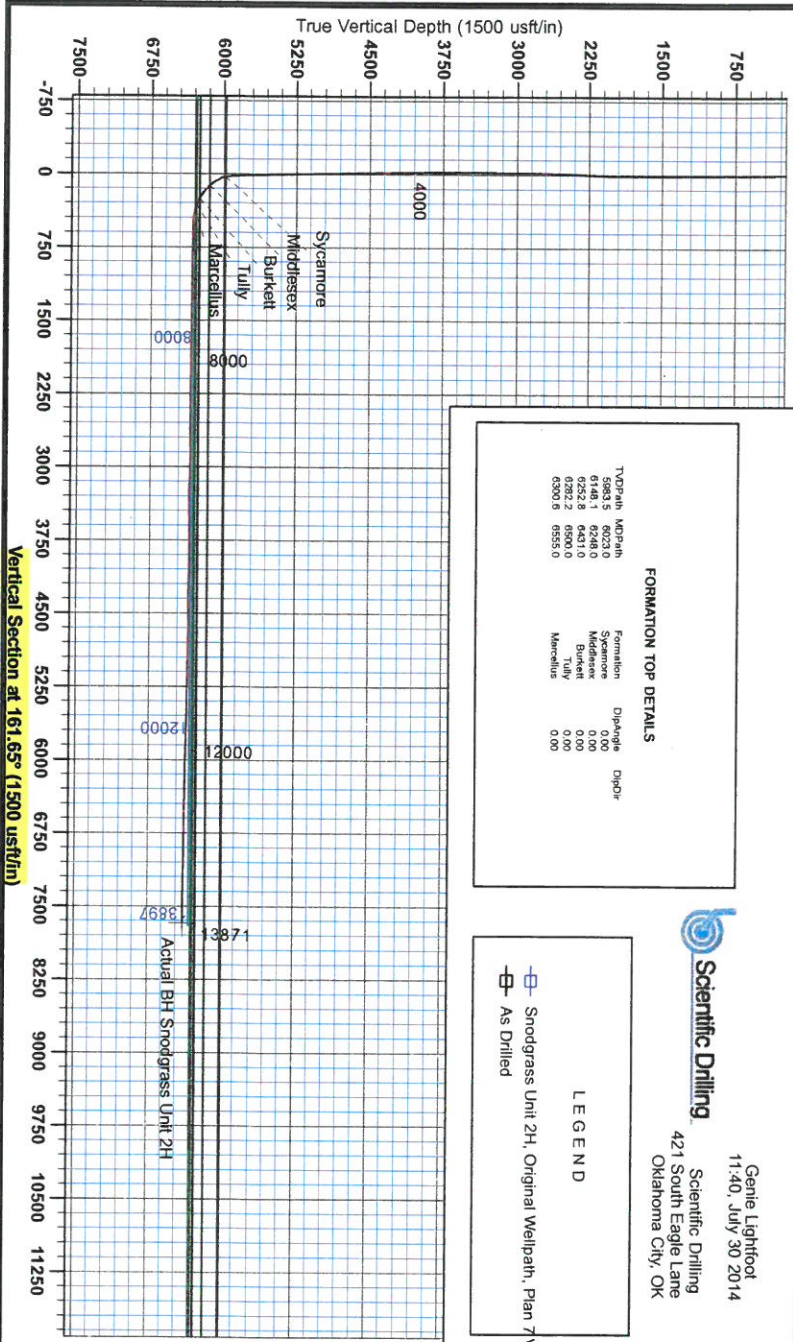 Scientific Drilling
Genie Lightfoot
11:40, July 30 2014
Scientific Drilling
421 South Eagle Lane
Oklahoma City, OK
FORMATION TOP DETAILS
TVDPath MDPath Formation DipAngle DipDir
5983.5 6023.0 Sycamore 0.00
6148.1 6248.0 Middlesex 0.00
6252.8 6431.0 Burkett 0.00
6282.2 6500.0 Tully 0.00
6300.6 6555.0 Marcellus 0.00
LEGEND
Snodgrass Unit 2H, Original Wellpath, Plan 7
As Drilled
True Vertical Depth (1500 usft/in)
750
1500
2250
3000
3750
4500
5250
6000
6750
7500
4000
Sycamore
Middlesex
Burkett
Tully
Marcellus
8000
8000
12000
12000
13871
13897
Actual BH Snodgrass Unit 2H
-750 0 750 1500 2250 3000 3750 4500 5250 6000 6750 7500 8250 9000 9750 10500 11250
Vertical Section at 161.65° (1500 usft/in)